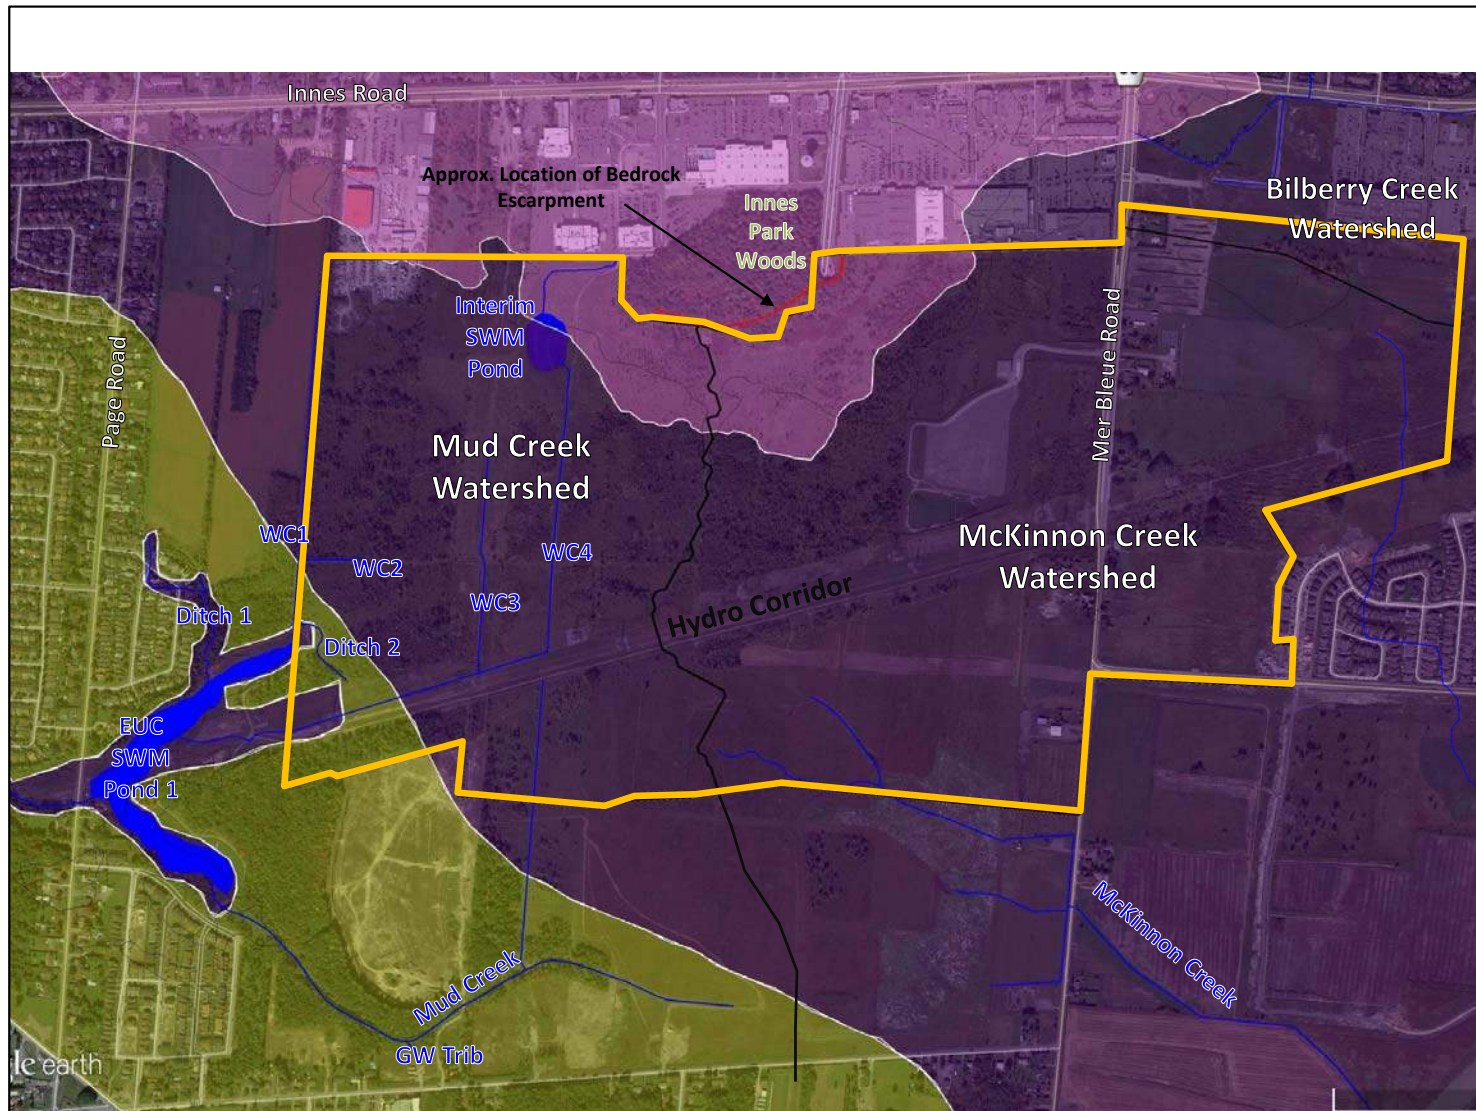 Innes Road
Approx. Location of Bedrock
Escarpment
Innes
Park
Woods
Bilberry Creek
Watershed
Interim
SWM
Pond
Page Road
Mer Bleue Road
Mud Creek
Watershed
WC1
WC2
WC4
WC3
McKinnon Creek
Watershed
Hydro Corridor
Ditch 1
Ditch 2
EUC
SWM
Pond 1
McKinnon Creek
Mud Creek
GW Trib
le earth